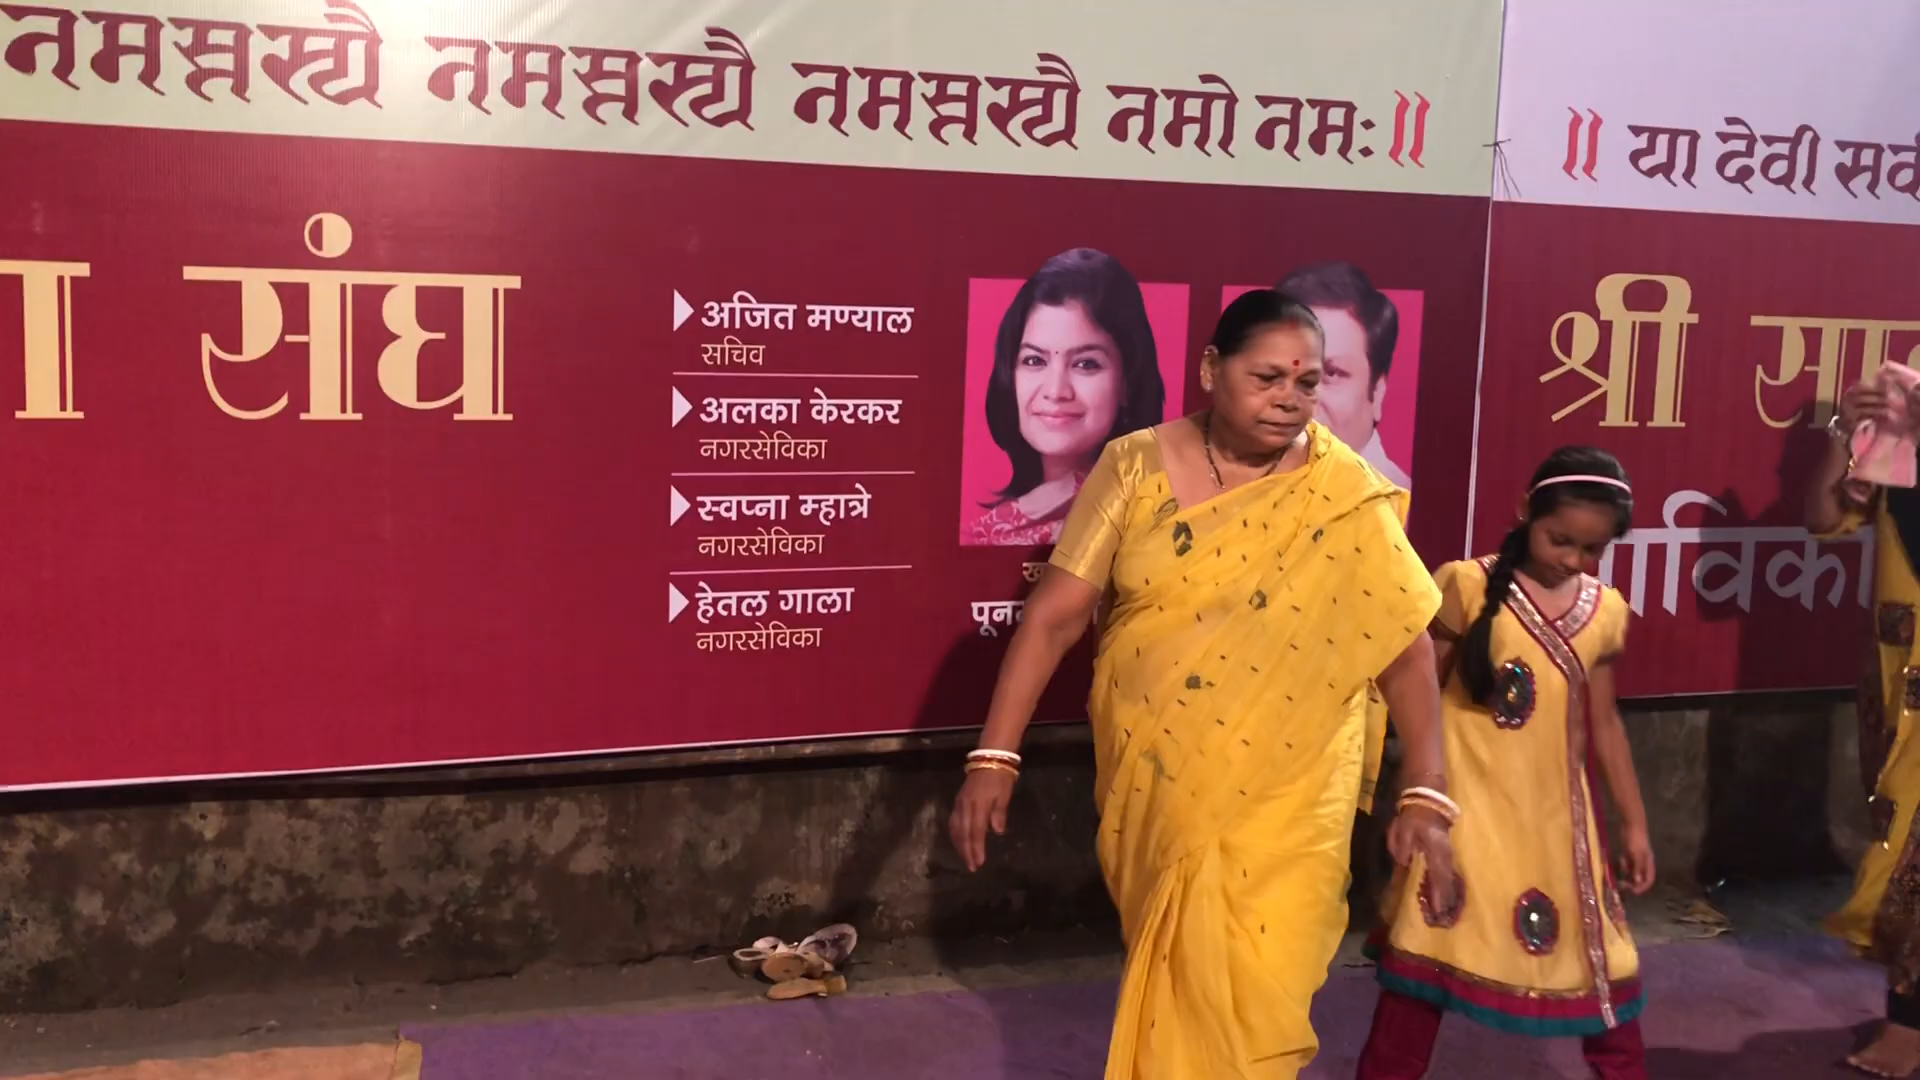 नमस्तस्यै नमस्तस्यै नमस्तस्यै नमो नमः॥
॥ या देवी
संघ
श्री
अजित मण्याल
सचिव
अलका केरकर
नगरसेविका
स्वप्ना म्हात्रे
नगरसेविका
हेतल गाला
नगरसेविका